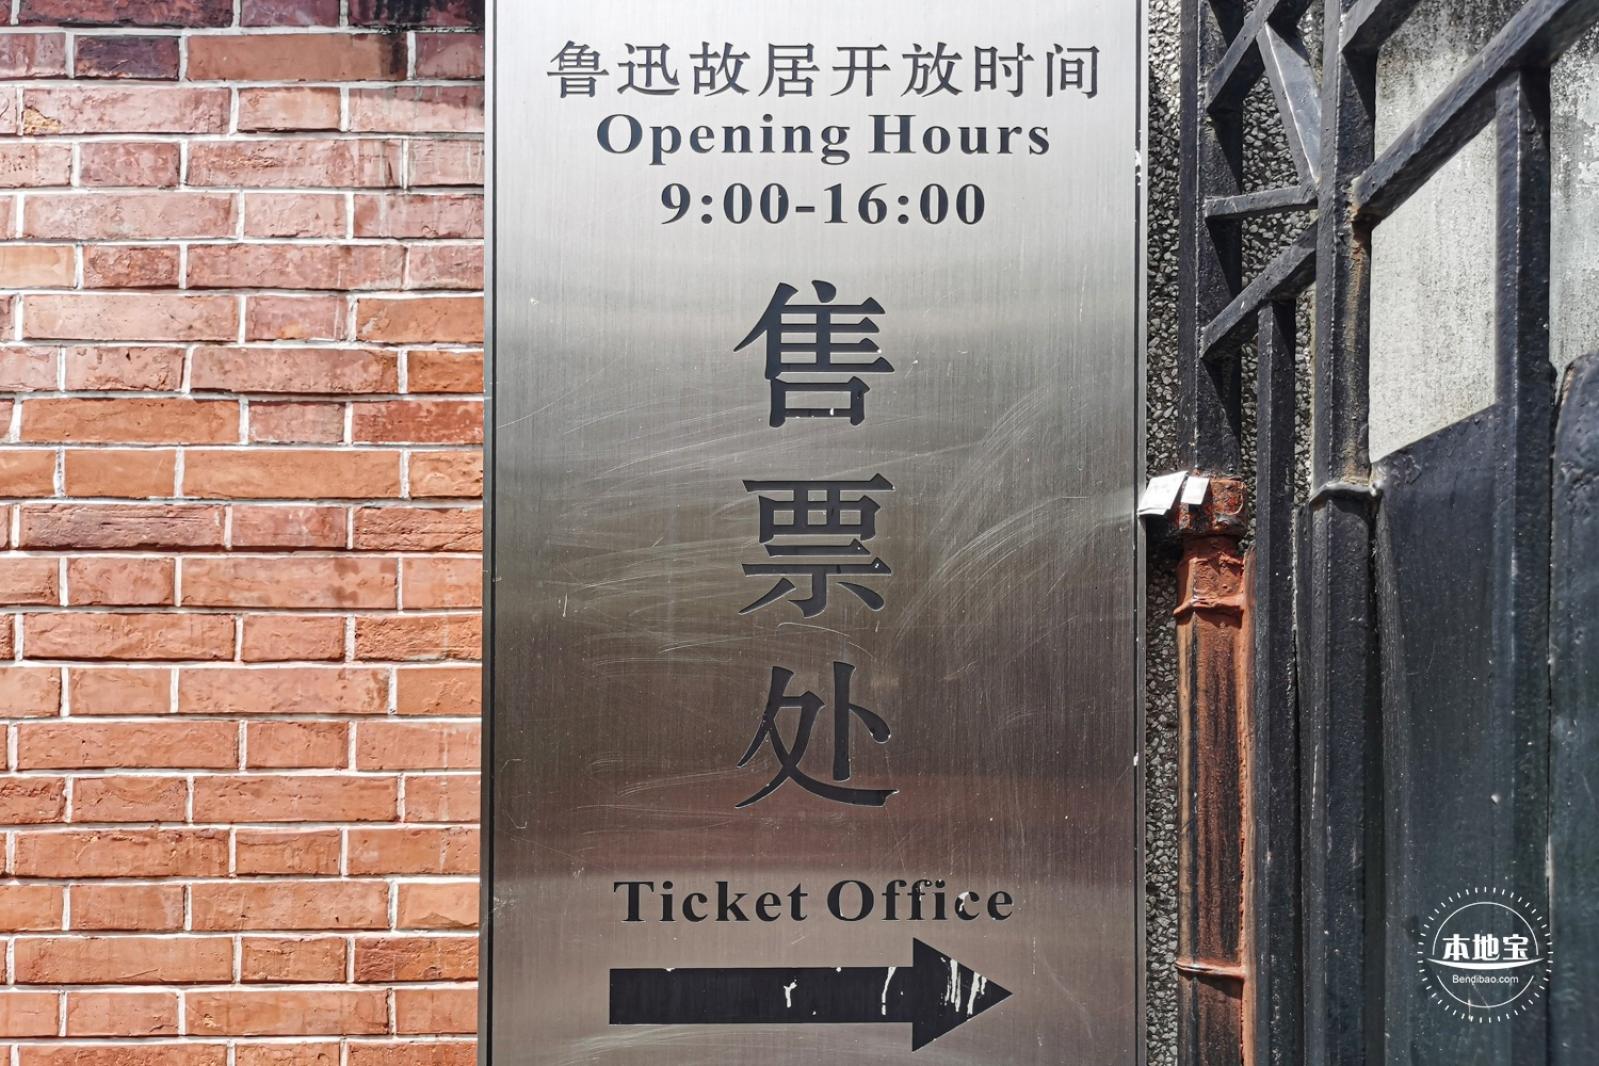 鲁迅故居开放时间
Opening Hours
9:00-16:00
售
票
处
Ticket Office
本地宝
Bendibao.com